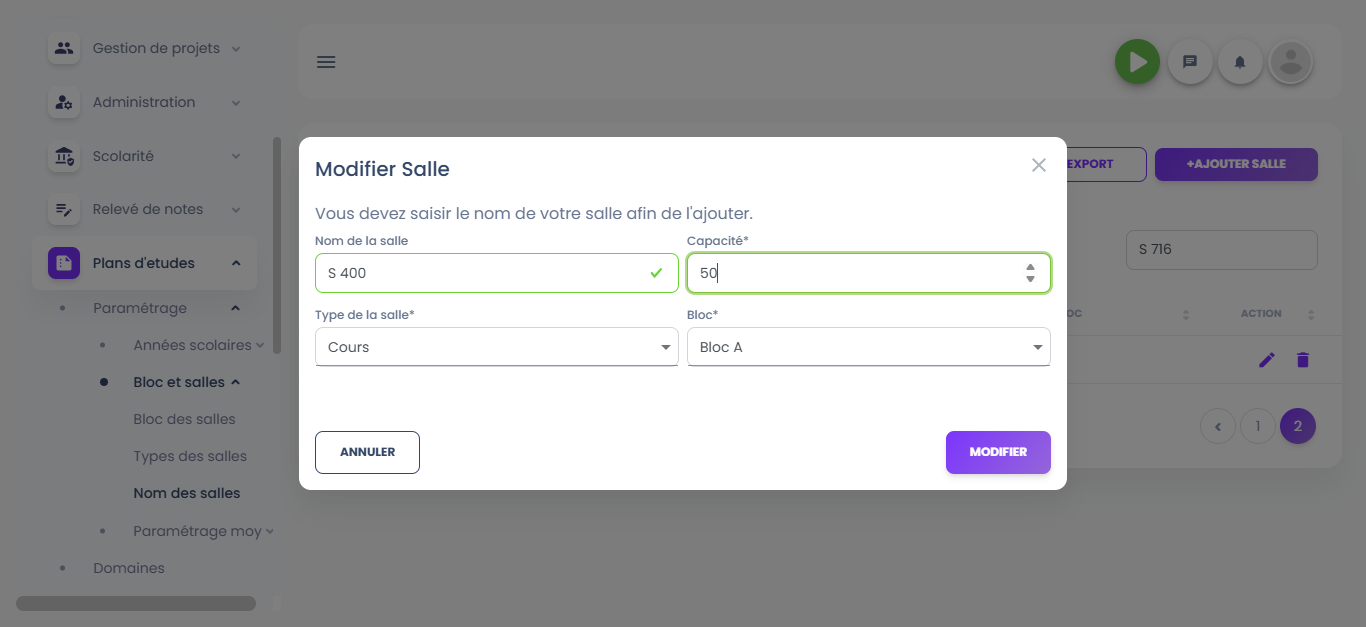 Gestion de projets
Administration
Scolarité
Relevé de notes
Plans d'etudes
Paramétrage
Années scolaires
Bloc et salles
Bloc des salles
Types des salles
Nom des salles
Paramétrage moy
Domaines
EXPORT
+AJOUTER SALLE
S 716
OC
ACTION
1
2
Modifier Salle
Vous devez saisir le nom de votre salle afin de l'ajouter.
Nom de la salle
Capacité*
S 400
50
Type de la salle*
Bloc*
Cours
Bloc A
ANNULER
MODIFIER